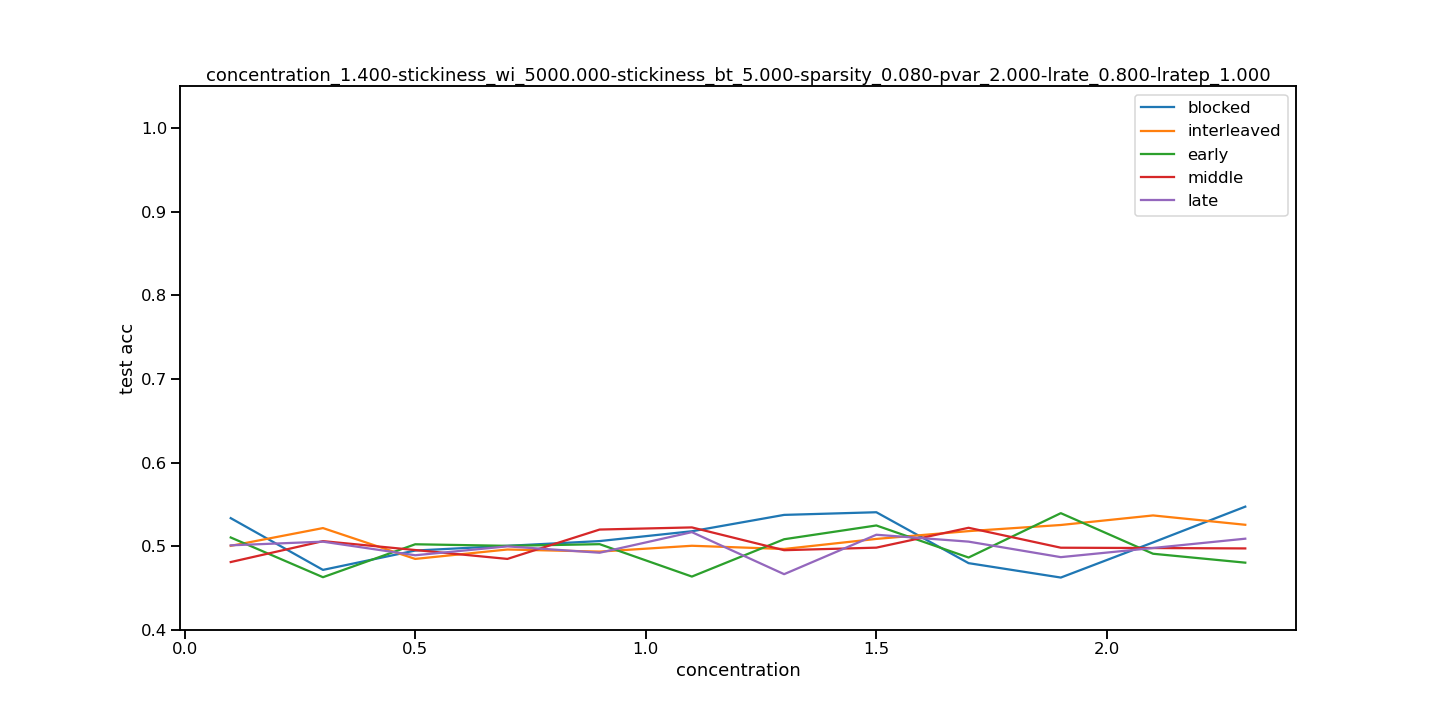 concentration_1.400-stickiness_wi_5000.000-stickiness_bt_5.000-sparsity_0.080-pvar_2.000-lrate_0.800-lratep_1.000
blocked
interleaved
early
middle
late
1.0
0.9
0.8
0.7
0.6
0.5
0.4
test acc
0.0 0.5 1.0 1.5 2.0
concentration